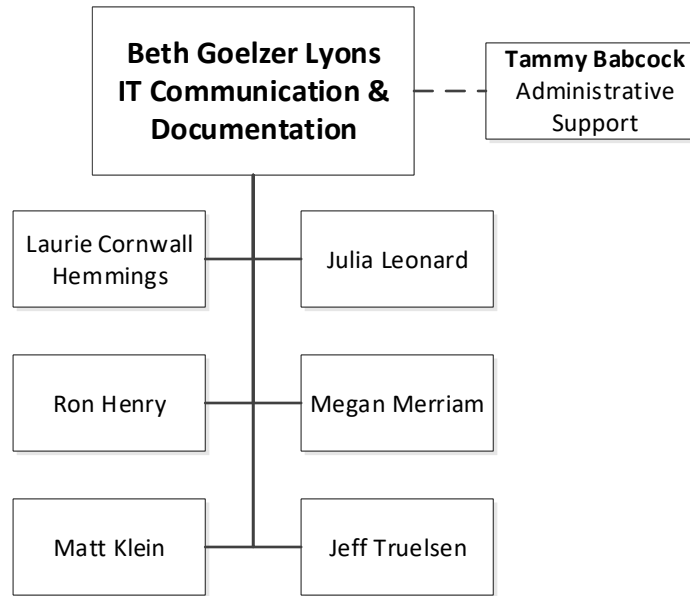 Beth Goelzer Lyons
IT Communication &
Documentation
Tammy Babcock
Administrative
Support
Laurie Cornwall
Hemmings
Julia Leonard
Ron Henry
Megan Merriam
Matt Klein
Jeff Truelsen